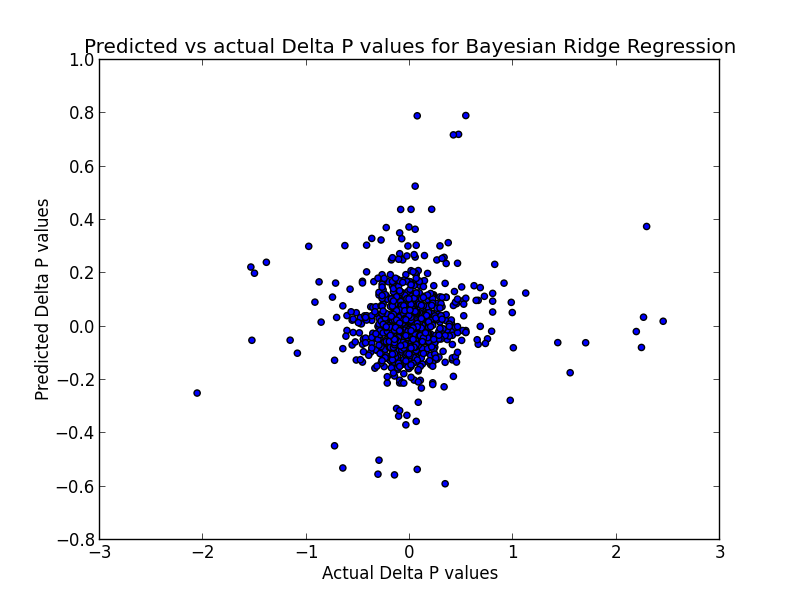 Predicted vs actual Delta P values for Bayesian Ridge Regression
1.0
0.8
0.6
0.4
0.2
0.0
−0.2
−0.4
−0.6
−0.8
Predicted Delta P values
−3 −2 −1 0 1 2 3
Actual Delta P values